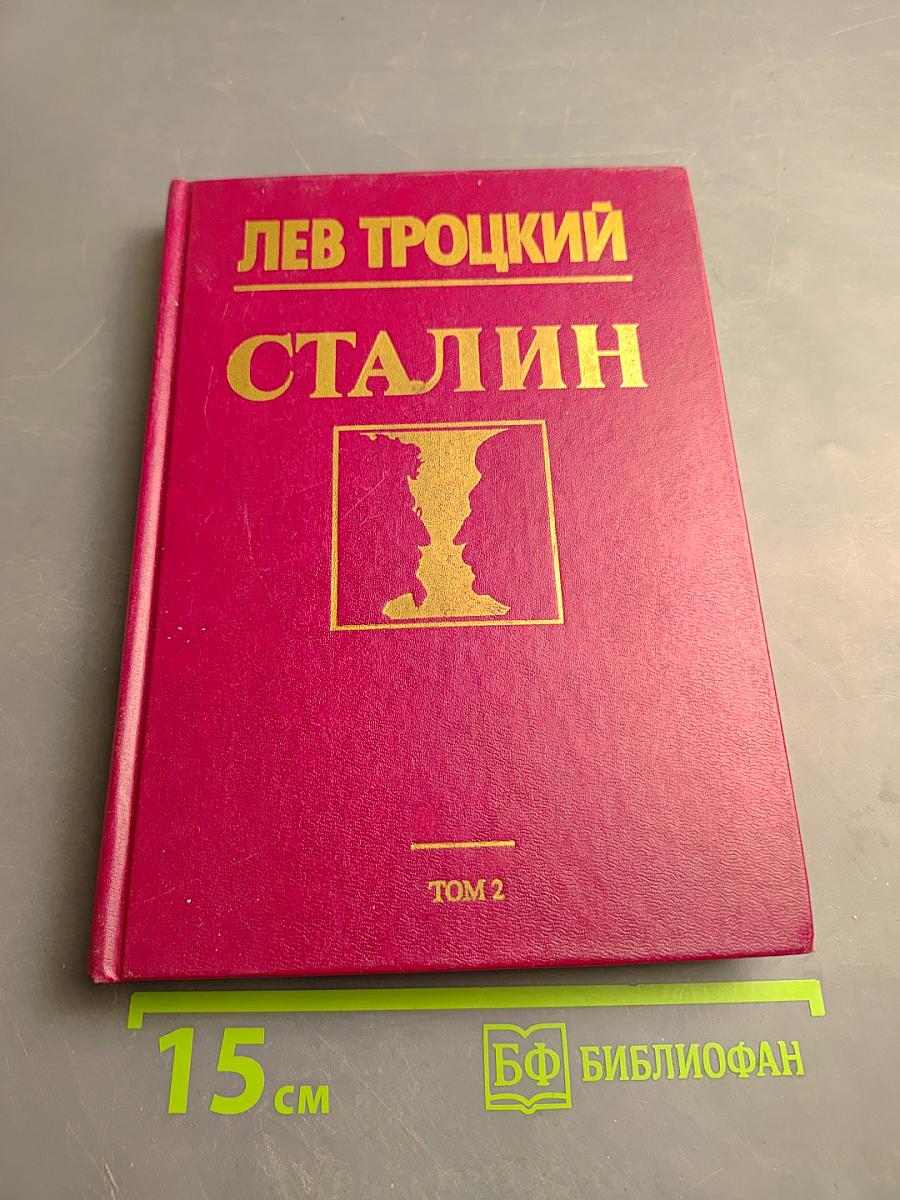 ЛЕВ ТРОЦКИЙ
СТАЛИН
ТОМ 2
15 см
БФ БИБЛИОФАН